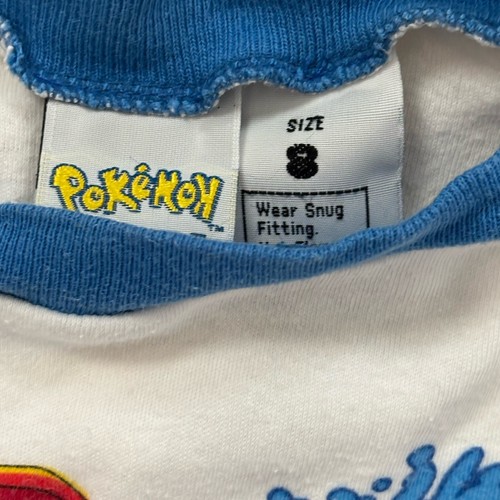 POKéMON
™
SIZE
8
Wear Snug
Fitting.